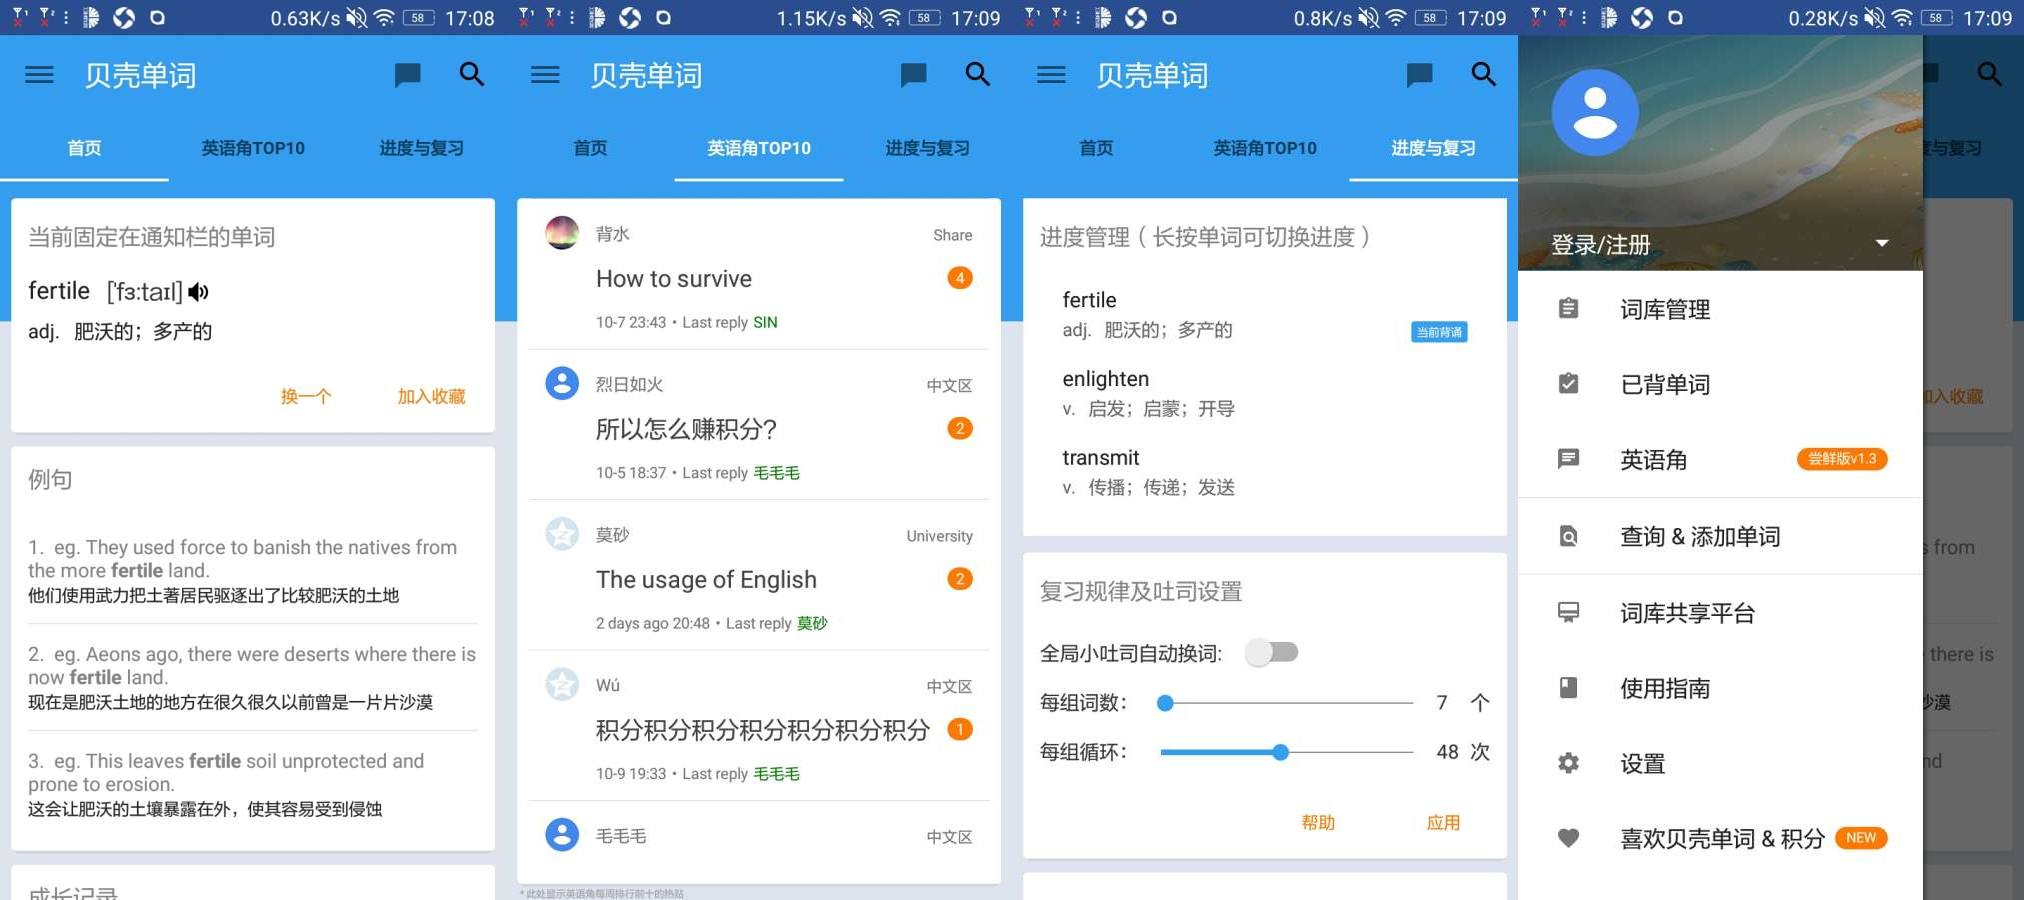 0.63K/s 58 17:08
贝壳单词
首页 英语角TOP10 进度与复习
当前固定在通知栏的单词
fertile ['fɜ:taɪl]
adj. 肥沃的；多产的
换一个 加入收藏
例句
1. eg. They used force to banish the natives from
the more fertile land.
他们使用武力把土著居民驱逐出了比较肥沃的土地
2. eg. Aeons ago, there were deserts where there is
now fertile land.
现在是肥沃土地的地方在很久很久以前曾是一片片沙漠
3. eg. This leaves fertile soil unprotected and
prone to erosion.
这会让肥沃的土壤暴露在外，使其容易受到侵蚀
成长记录
1.15K/s 58 17:09
贝壳单词
首页 英语角TOP10 进度与复习
背水 Share
How to survive 4
10-7 23:43 • Last reply SIN
烈日如火 中文区
所以怎么赚积分? 2
10-5 18:37 • Last reply 毛毛毛
莫砂 University
The usage of English 2
2 days ago 20:48 • Last reply 莫砂
Wú 中文区
积分积分积分积分积分积分积分 1
10-9 19:33 • Last reply 毛毛毛
毛毛毛 中文区
* 此处显示英语角每周排行前十的热贴
0.8K/s 58 17:09
贝壳单词
首页 英语角TOP10 进度与复习
进度管理（长按单词可切换进度）
fertile
adj. 肥沃的；多产的 当前背诵
enlighten
v. 启发；启蒙；开导
transmit
v. 传播；传递；发送
复习规律及吐司设置
全局小吐司自动换词:
每组词数： 7 个
每组循环： 48 次
帮助 应用
0.28K/s 58 17:09
度与复习
登录/注册
词库管理
已背单词
加入收藏
英语角 尝鲜版v1.3
查询 & 添加单词
s from
词库共享平台
there is
使用指南
沙漠
设置
nd
喜欢贝壳单词 & 积分 NEW